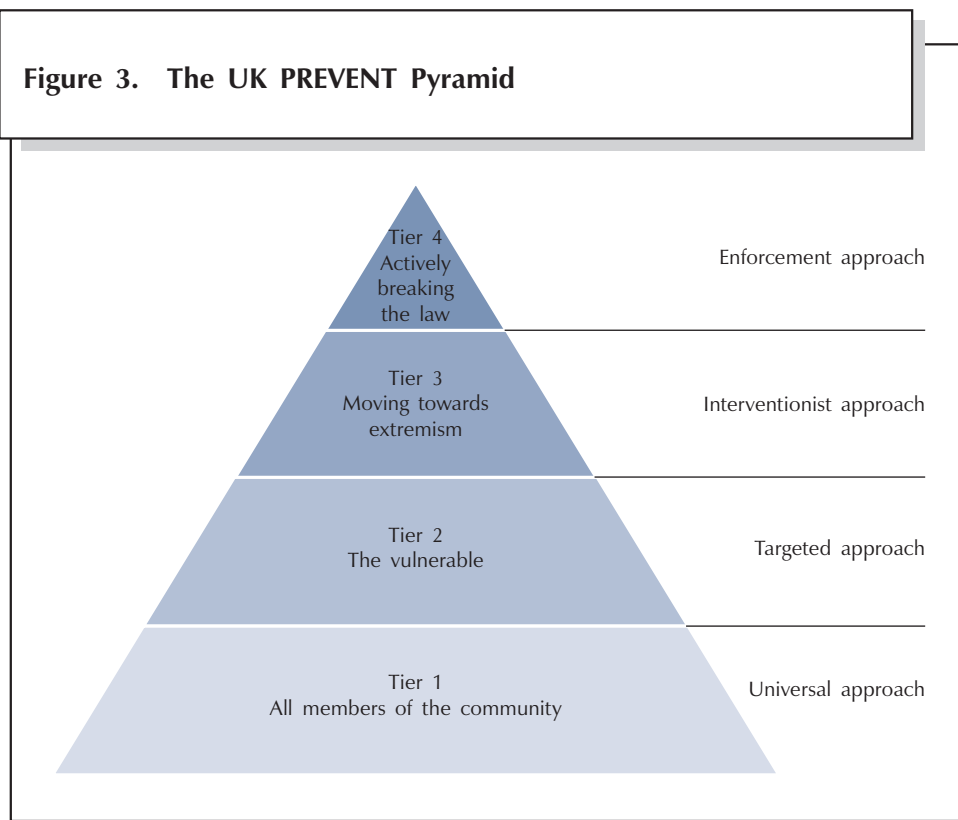 Figure 3. The UK PREVENT Pyramid
Tier 4
Actively
breaking
the law
Enforcement approach
Tier 3
Moving towards
extremism
Interventionist approach
Tier 2
The vulnerable
Targeted approach
Tier 1
All members of the community
Universal approach